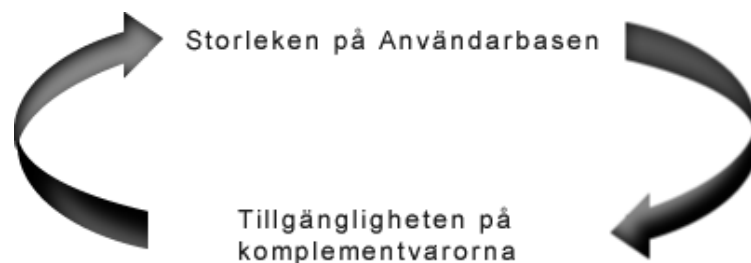 Storleken på Användarbasen
Tillgängligheten på
komplementvarorna